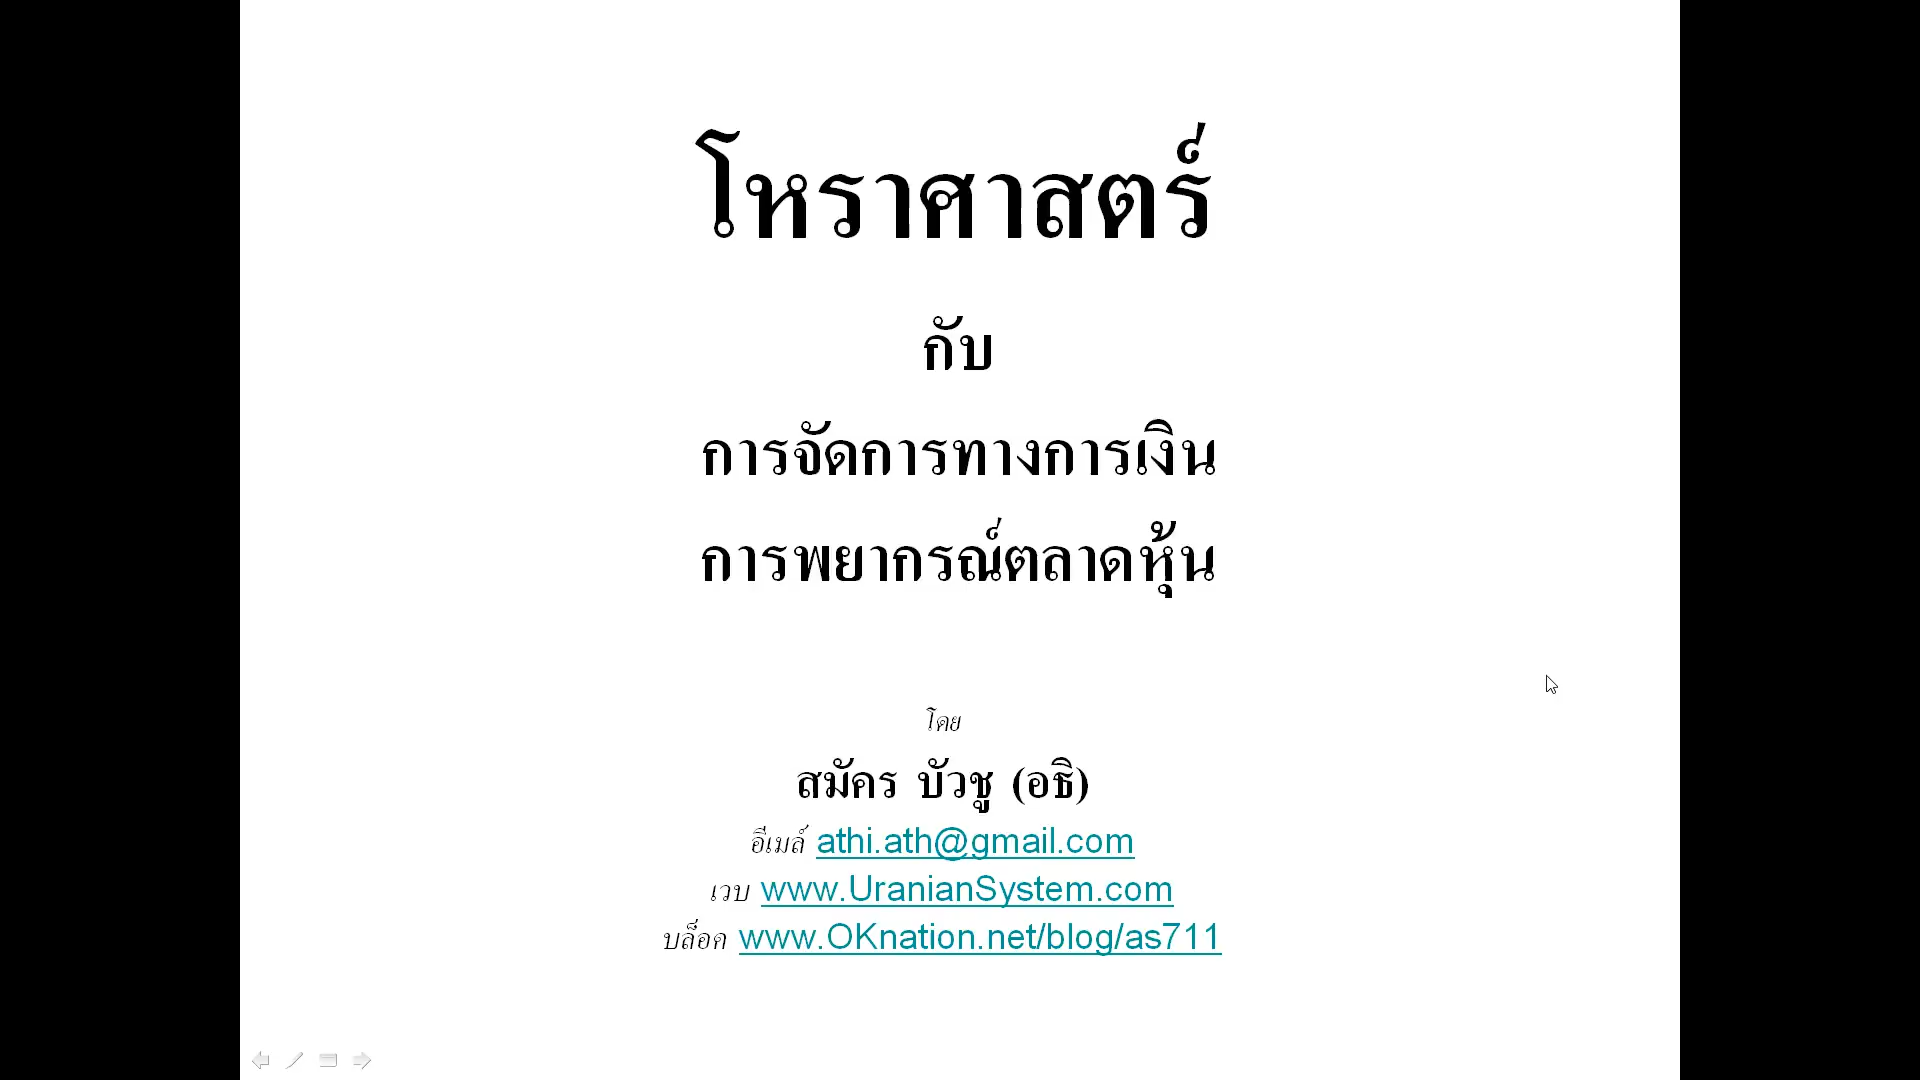 โหราศาสตร์
กับ
การจัดการทางการเงิน
การพยากรณ์ตลาดหุ้น
โดย
สมัคร บัวชู (อธิ)
อีเมล์ athi.ath@gmail.com
เวบ www.UranianSystem.com
บล็อค www.OKnation.net/blog/as711